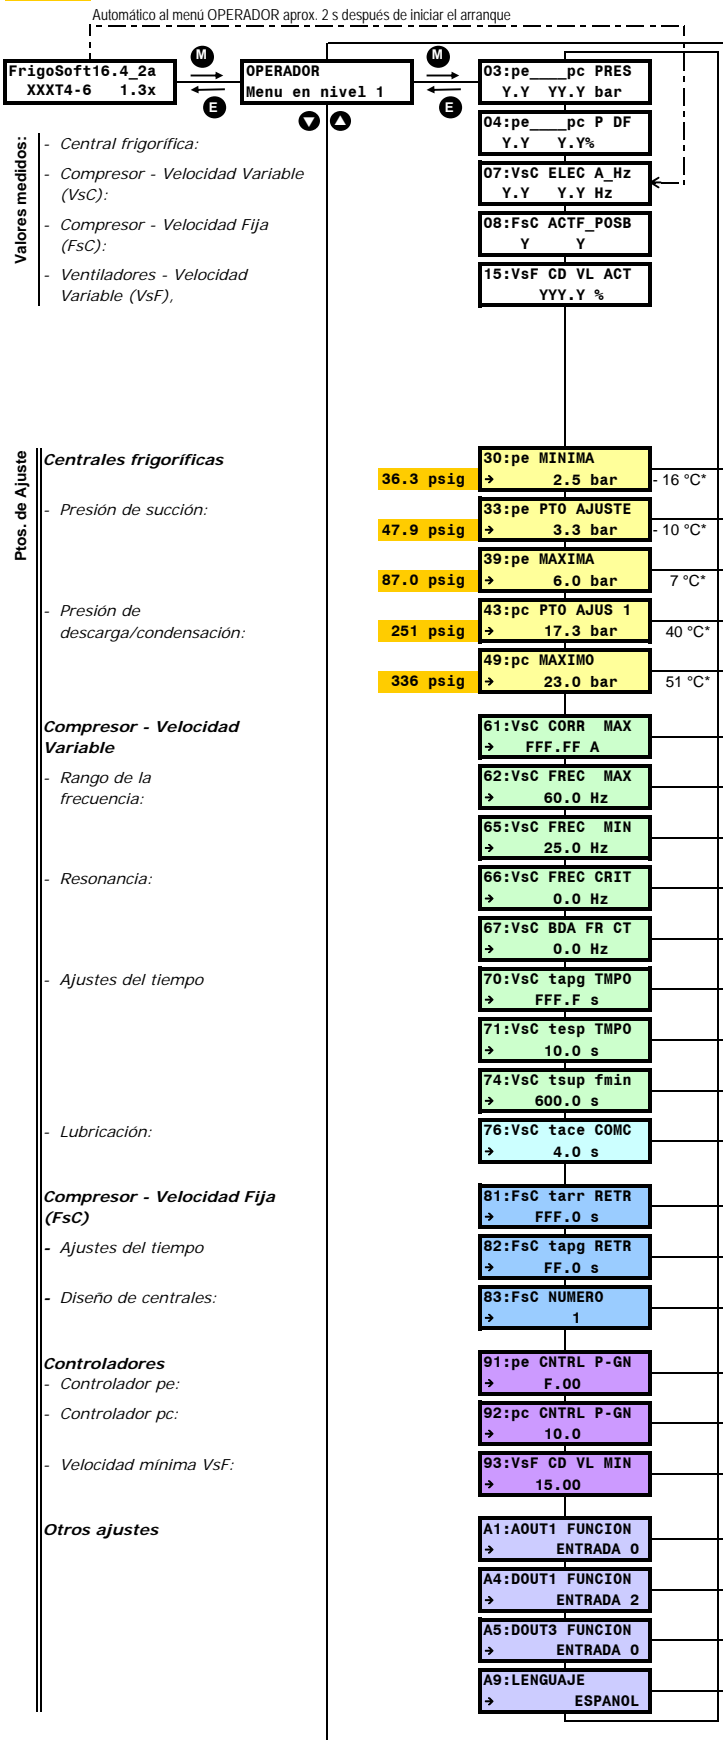 Automático al menú OPERADOR aprox. 2 s después de iniciar el arranque
FrigoSoft16.4_2a
XXXT4-6 1.3x
M
E
OPERADOR
Menu en nivel 1
M
E
03:pe____pc PRES
Y.Y YY.Y bar
04:pe____pc P DF
Y.Y Y.Y%
07:VsC ELEC A_Hz
Y.Y Y.Y Hz
08:FsC ACTF_POSB
Y Y
15:VsF CD VL ACT
YYY.Y %
Valores medidos:
- Central frigorífica:
- Compresor - Velocidad Variable
(VsC):
- Compresor - Velocidad Fija
(FsC):
- Ventiladores - Velocidad
Variable (VsF),
Ptos. de Ajuste
Centrales frigoríficas
30:pe MINIMA
36.3 psig → 2.5 bar - 16 °C*
- Presión de succión:
33:pe PTO AJUSTE
47.9 psig → 3.3 bar - 10 °C*
39:pe MAXIMA
87.0 psig → 6.0 bar 7 °C*
- Presión de
descarga/condensación:
43:pc PTO AJUS 1
251 psig → 17.3 bar 40 °C*
49:pc MAXIMO
336 psig → 23.0 bar 51 °C*
Compresor - Velocidad
Variable
61:VsC CORR MAX
→ FFF.FF A
- Rango de la
frecuencia:
62:VsC FREC MAX
→ 60.0 Hz
65:VsC FREC MIN
→ 25.0 Hz
- Resonancia:
66:VsC FREC CRIT
→ 0.0 Hz
67:VsC BDA FR CT
→ 0.0 Hz
- Ajustes del tiempo
70:VsC tapg TMPO
→ FFF.F s
71:VsC tesp TMPO
→ 10.0 s
74:VsC tsup fmin
→ 600.0 s
- Lubricación:
76:VsC tace COMC
→ 4.0 s
Compresor - Velocidad Fija
(FsC)
81:FsC tarr RETR
→ FFF.0 s
- Ajustes del tiempo
82:FsC tapg RETR
→ FF.0 s
- Diseño de centrales:
83:FsC NUMERO
→ 1
Controladores
- Controlador pe:
91:pe CNTRL P-GN
→ F.00
- Controlador pc:
92:pc CNTRL P-GN
→ 10.0
- Velocidad mínima VsF:
93:VsF CD VL MIN
→ 15.00
Otros ajustes
A1:AOUT1 FUNCION
→ ENTRADA 0
A4:DOUT1 FUNCION
→ ENTRADA 2
A5:DOUT3 FUNCION
→ ENTRADA 0
A9:LENGUAJE
→ ESPANOL